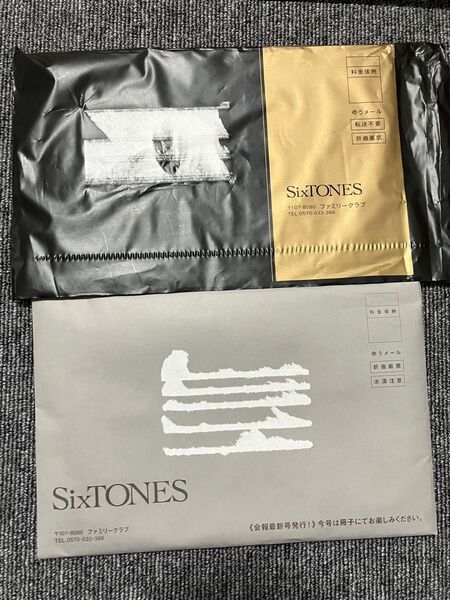 料金後納
ゆうメール
転送不要
折曲厳禁
SixTONES
〒107-8080 ファミリークラブ
TEL 0570-033-366
料金後納
ゆうメール
折曲厳禁
水濡注意
SixTONES
〒107-8080 ファミリークラブ
TEL.0570-033-366
《会報最新号発行!》今号は冊子にてお楽しみください。